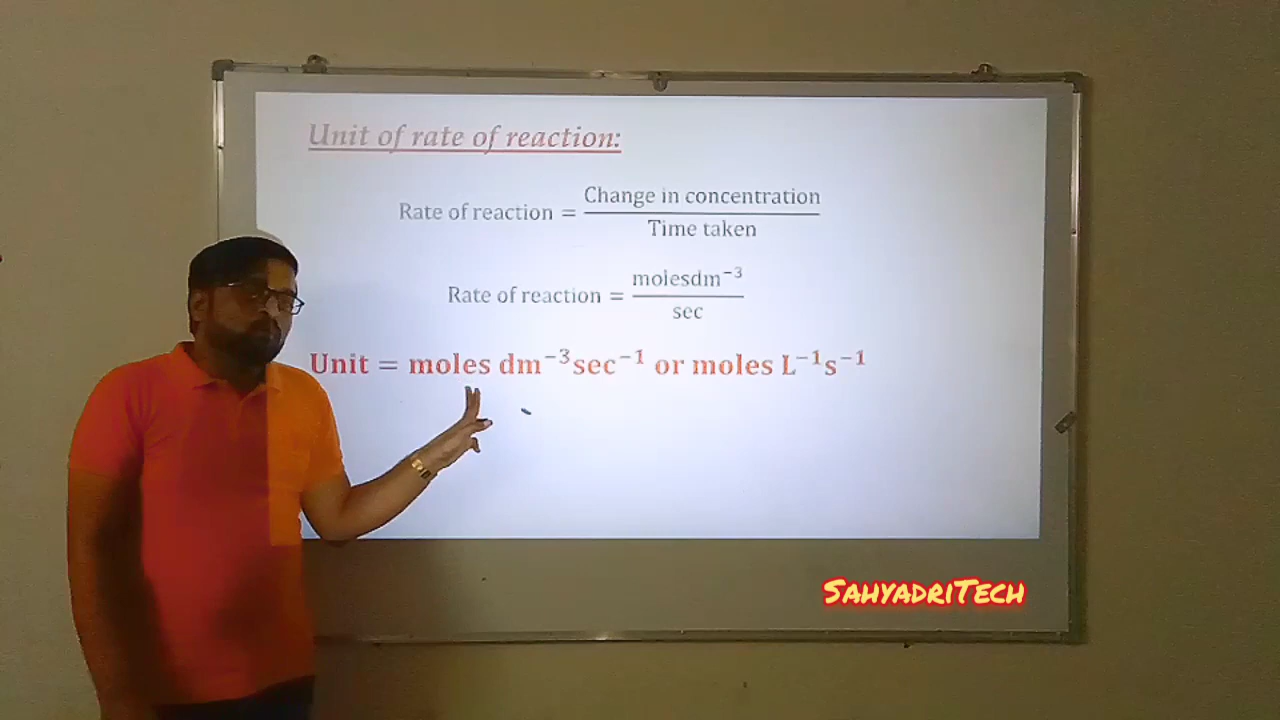 Unit of rate of reaction:
Rate of reaction = Change in concentration / Time taken
Rate of reaction = molesdm⁻³ / sec
Unit = moles dm⁻³sec⁻¹ or moles L⁻¹s⁻¹
SAHYADRITECH